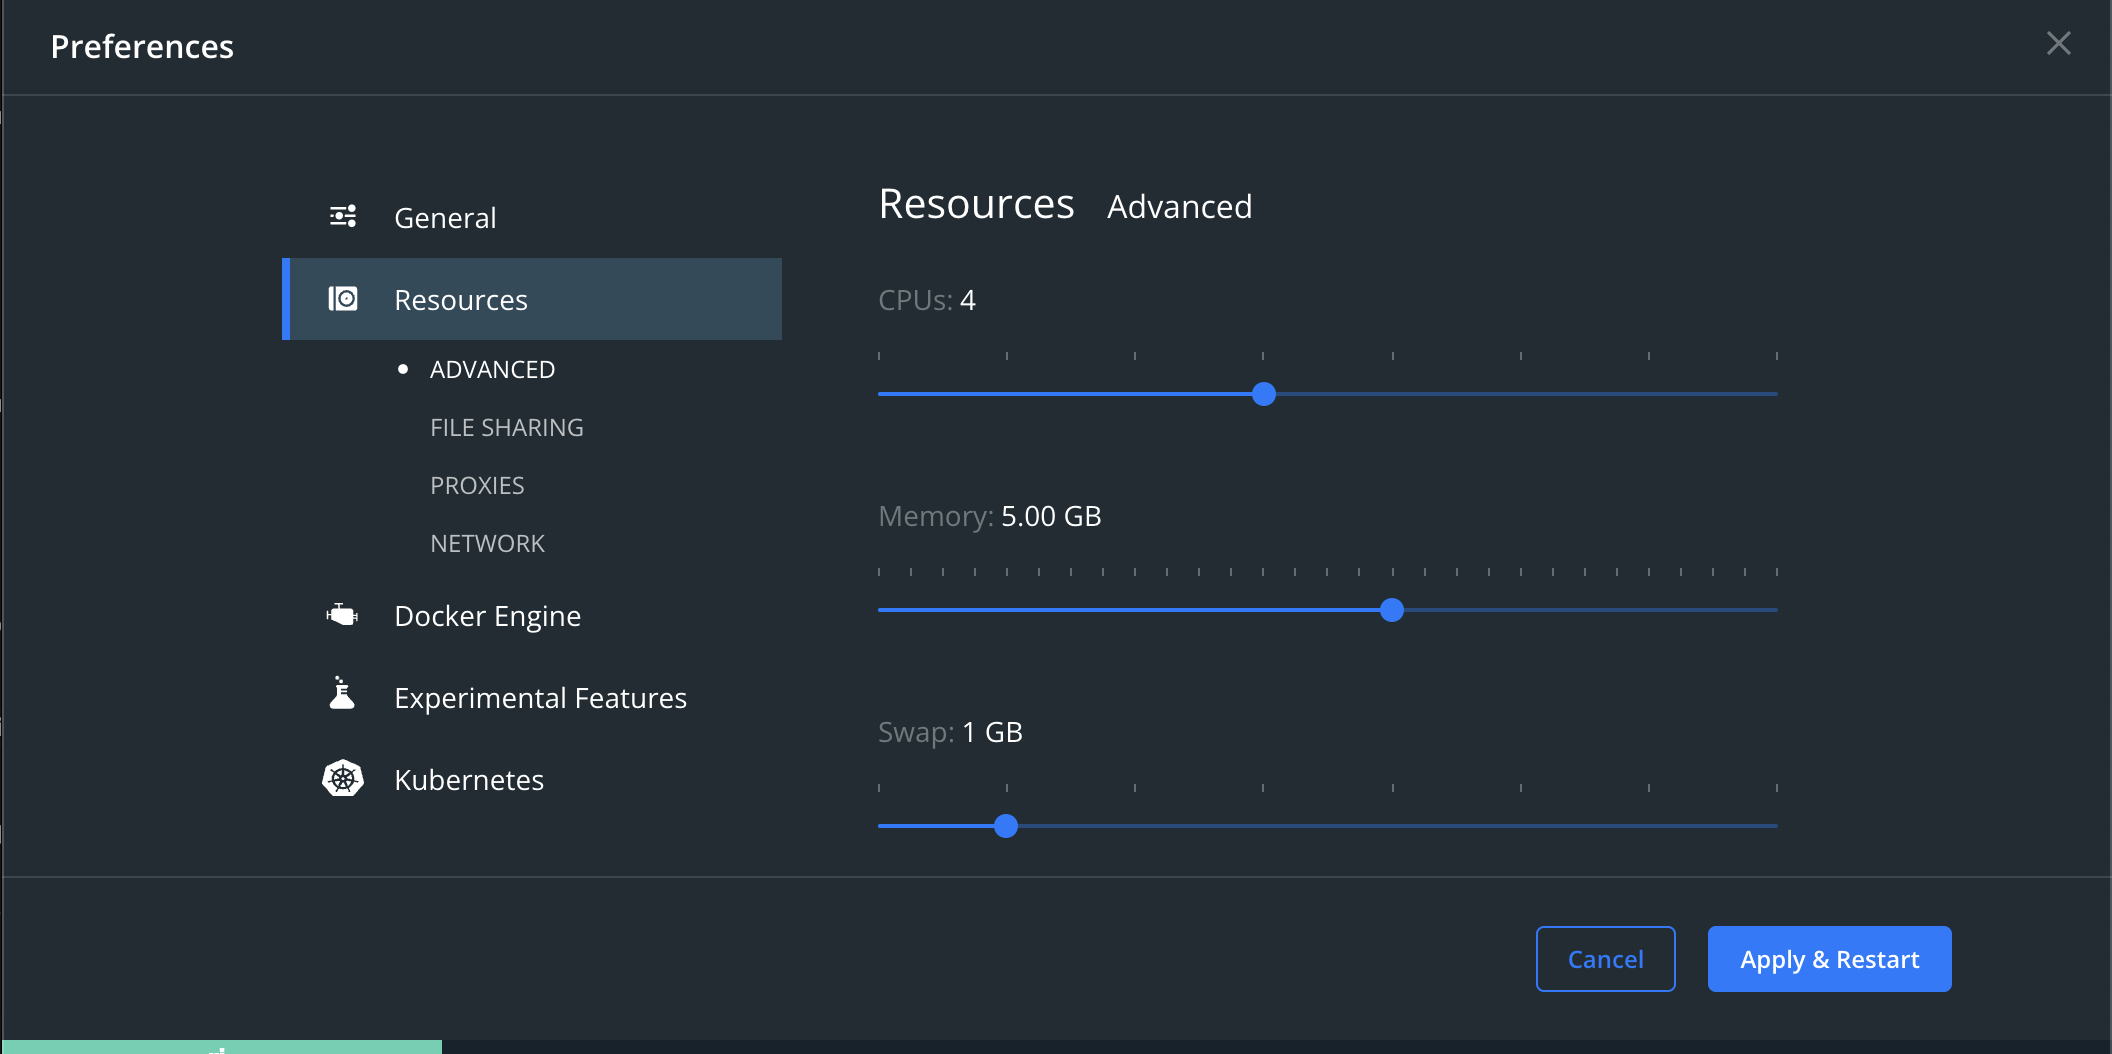 Preferences
General
Resources
ADVANCED
FILE SHARING
PROXIES
NETWORK
Docker Engine
Experimental Features
Kubernetes
Resources Advanced
CPUs: 4
Memory: 5.00 GB
Swap: 1 GB
Cancel
Apply & Restart